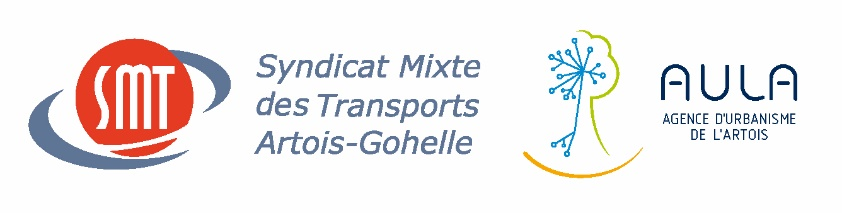 SMT
Syndicat Mixte
des Transports
Artois-Gohelle
AULA
AGENCE D'URBANISME
DE L'ARTOIS